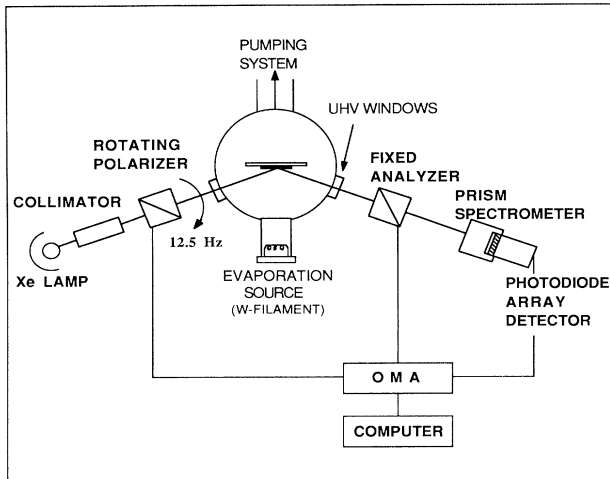 PUMPING
SYSTEM
UHV WINDOWS
ROTATING
POLARIZER
FIXED
ANALYZER
COLLIMATOR
PRISM
SPECTROMETER
12.5 Hz
Xe LAMP
EVAPORATION
SOURCE
(W-FILAMENT)
PHOTODIODE
ARRAY
DETECTOR
O M A
COMPUTER